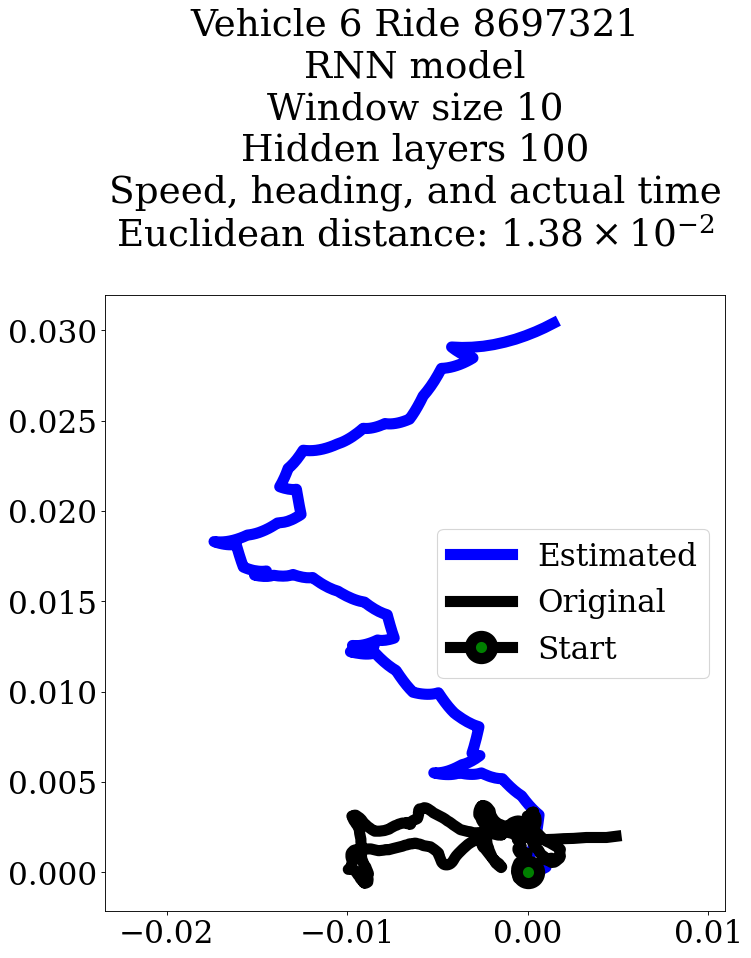 Vehicle 6 Ride 8697321
RNN model
Window size 10
Hidden layers 100
Speed, heading, and actual time
Euclidean distance: 1.38 × 10⁻²
0.030
0.025
0.020
0.015
0.010
0.005
0.000
Estimated
Original
Start
−0.02 −0.01 0.00 0.01